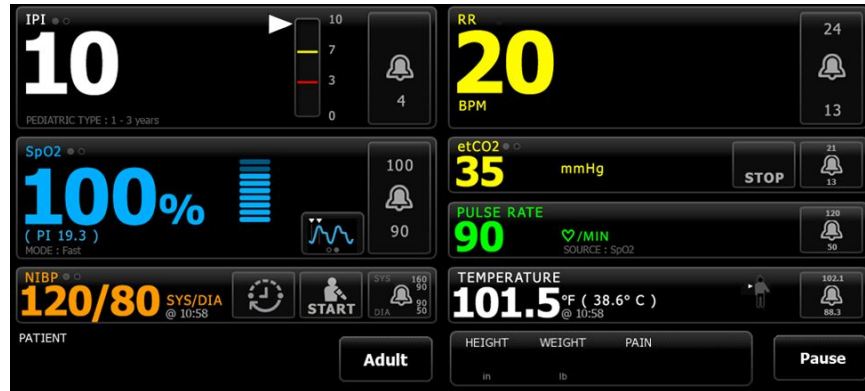 IPI
10
10
7
3
0
4
PEDIATRIC TYPE : 1 - 3 years
RR
20
BPM
24
13
SpO2
100%
( PI 19.3 )
MODE : Fast
100
90
etCO2
35
mmHg
STOP
21
13
PULSE RATE
90
/MIN
SOURCE : SpO2
120
50
NIBP
120/80
SYS/DIA
@ 10:58
START
SYS
160
90
DIA
90
50
TEMPERATURE
101.5°F ( 38.6° C )
@ 10:58
102.1
88.3
PATIENT
Adult
HEIGHT WEIGHT PAIN
in lb
Pause